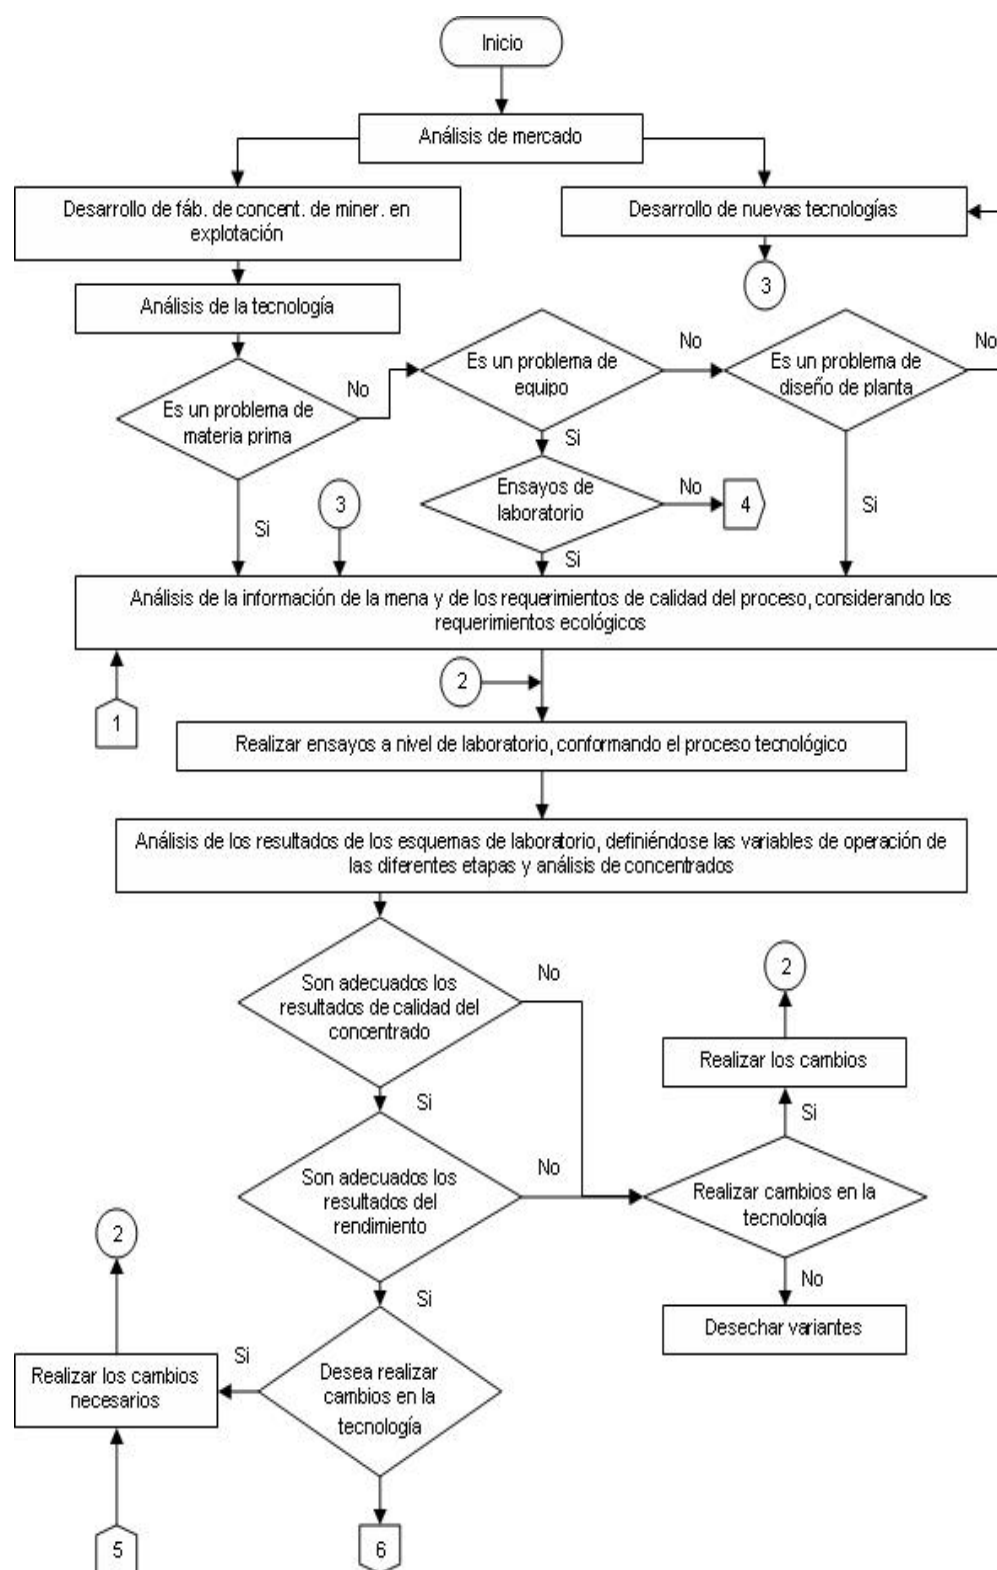 Inicio
Análisis de mercado
Desarrollo de fáb. de concent. de miner. en
explotación
Desarrollo de nuevas tecnologías
3
Análisis de la tecnología
Es un problema de
materia prima
No
Es un problema de
equipo
No
Es un problema de
diseño de planta
No
Si
Ensayos de
laboratorio
No
4
Si
3
Si
Si
Análisis de la información de la mena y de los requerimientos de calidad del proceso, considerando los
requerimientos ecológicos
1
2
Realizar ensayos a nivel de laboratorio, conformando el proceso tecnológico
Análisis de los resultados de los esquemas de laboratorio, definiéndose las variables de operación de
las diferentes etapas y análisis de concentrados
Son adecuados los
resultados de calidad del
concentrado
No
2
Realizar los cambios
Si
Si
Son adecuados los
resultados del
rendimiento
No
Realizar cambios en la
tecnología
No
Desechar variantes
Si
2
Realizar los cambios
necesarios
Si
Desea realizar
cambios en la
tecnología
5
6